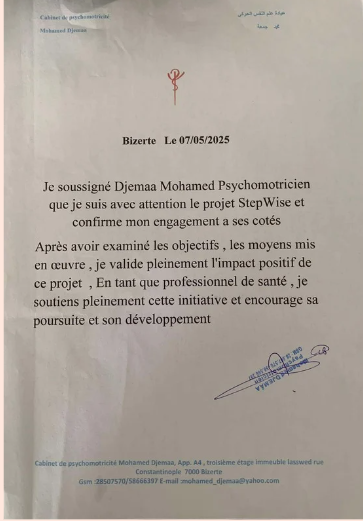 Cabinet de psychomotricité
Mohamed Djemaa
عيادة علم النفس الحركي
محمد جمعة
Bizerte Le 07/05/2025
Je soussigné Djemaa Mohamed Psychomotricien
que je suis avec attention le projet StepWise et
confirme mon engagement a ses cotés
Après avoir examiné les objectifs , les moyens mis
en œuvre , je valide pleinement l'impact positif de
ce projet , En tant que professionnel de santé , je
soutiens pleinement cette initiative et encourage sa
poursuite et son développement
Cabinet de psychomotricité Mohamed Djemaa, App. A4 , troisième étage immeuble lasswed rue
Constantinople 7000 Bizerte
Gsm :28507570/58666397 E-mail :mohamed_djemaa@yahoo.com